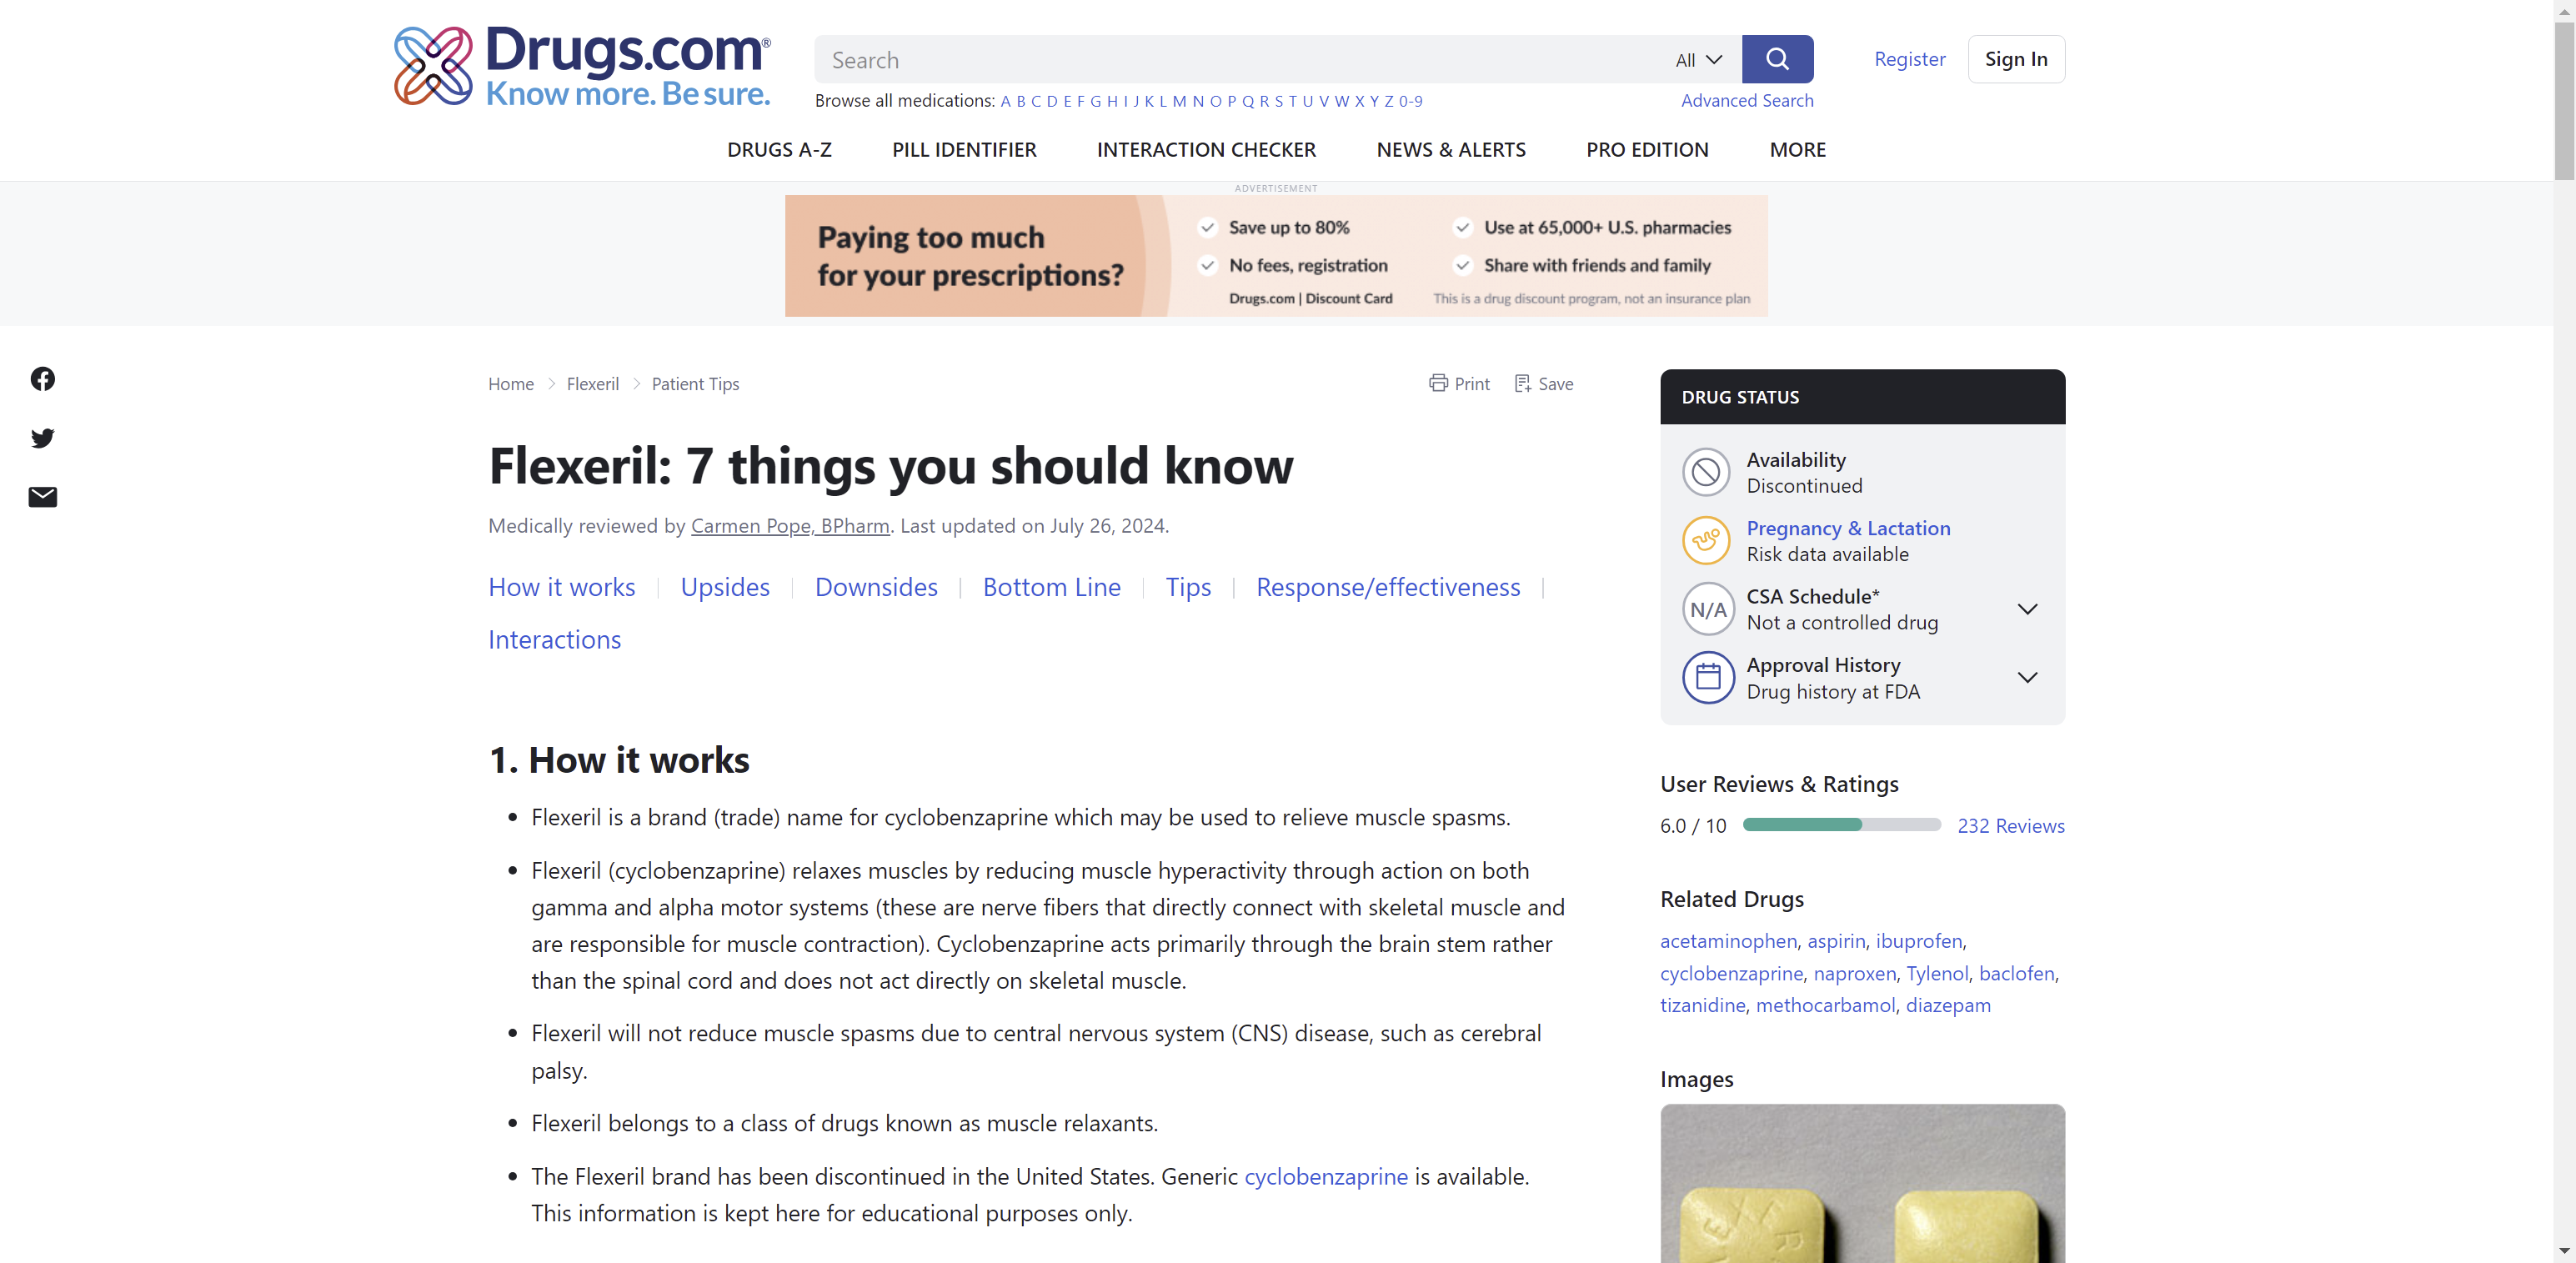 Drugs.com®
Know more. Be sure.
Search
All
Register
Sign In
Browse all medications: A B C D E F G H I J K L M N O P Q R S T U V W X Y Z 0-9
Advanced Search
DRUGS A-Z
PILL IDENTIFIER
INTERACTION CHECKER
NEWS & ALERTS
PRO EDITION
MORE
ADVERTISEMENT
Paying too much
for your prescriptions?
Save up to 80%
Use at 65,000+ U.S. pharmacies
No fees, registration
Share with friends and family
Drugs.com | Discount Card
This is a drug discount program, not an insurance plan
Home
Flexeril
Patient Tips
Print
Save
Flexeril: 7 things you should know
Medically reviewed by Carmen Pope, BPharm. Last updated on July 26, 2024.
How it works
Upsides
Downsides
Bottom Line
Tips
Response/effectiveness
Interactions
1. How it works
Flexeril is a brand (trade) name for cyclobenzaprine which may be used to relieve muscle spasms.
Flexeril (cyclobenzaprine) relaxes muscles by reducing muscle hyperactivity through action on both
gamma and alpha motor systems (these are nerve fibers that directly connect with skeletal muscle and
are responsible for muscle contraction). Cyclobenzaprine acts primarily through the brain stem rather
than the spinal cord and does not act directly on skeletal muscle.
Flexeril will not reduce muscle spasms due to central nervous system (CNS) disease, such as cerebral
palsy.
Flexeril belongs to a class of drugs known as muscle relaxants.
The Flexeril brand has been discontinued in the United States. Generic cyclobenzaprine is available.
This information is kept here for educational purposes only.
DRUG STATUS
Availability
Discontinued
Pregnancy & Lactation
Risk data available
N/A
CSA Schedule*
Not a controlled drug
Approval History
Drug history at FDA
User Reviews & Ratings
6.0 / 10
232 Reviews
Related Drugs
acetaminophen, aspirin, ibuprofen,
cyclobenzaprine, naproxen, Tylenol, baclofen,
tizanidine, methocarbamol, diazepam
Images